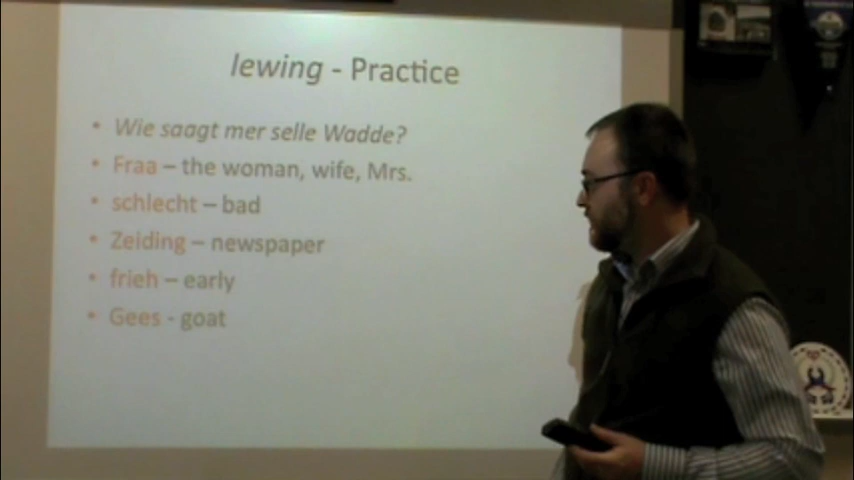 Iewing - Practice
• Wie saagt mer selle Wadde?
• Fraa – the woman, wife, Mrs.
• schlecht – bad
• Zeiding – newspaper
• frieh – early
• Gees - goat